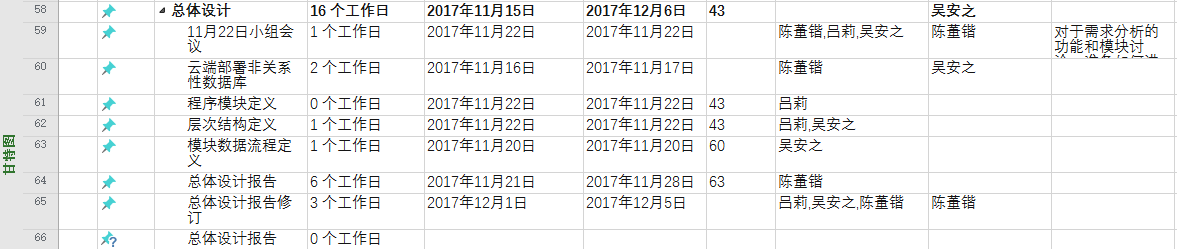 58 总体设计 16 个工作日 2017年11月15日 2017年12月6日 43 吴安之
59 11月22日小组会议 1 个工作日 2017年11月22日 2017年11月22日 陈董锴,吕莉,吴安之 陈董锴 对于需求分析的功能和模块讨
60 云端部署非关系性数据库 2 个工作日 2017年11月16日 2017年11月17日 陈董锴 吴安之
61 程序模块定义 0 个工作日 2017年11月22日 2017年11月22日 43 吕莉
62 层次结构定义 1 个工作日 2017年11月22日 2017年11月22日 43 吕莉,吴安之
63 模块数据流程定义 1 个工作日 2017年11月20日 2017年11月20日 60 吴安之
64 总体设计报告 6 个工作日 2017年11月21日 2017年11月28日 63 陈董锴
65 总体设计报告修订 3 个工作日 2017年12月1日 2017年12月5日 吕莉,吴安之,陈董锴 陈董锴
66 总体设计报告 0 个工作日
甘特图